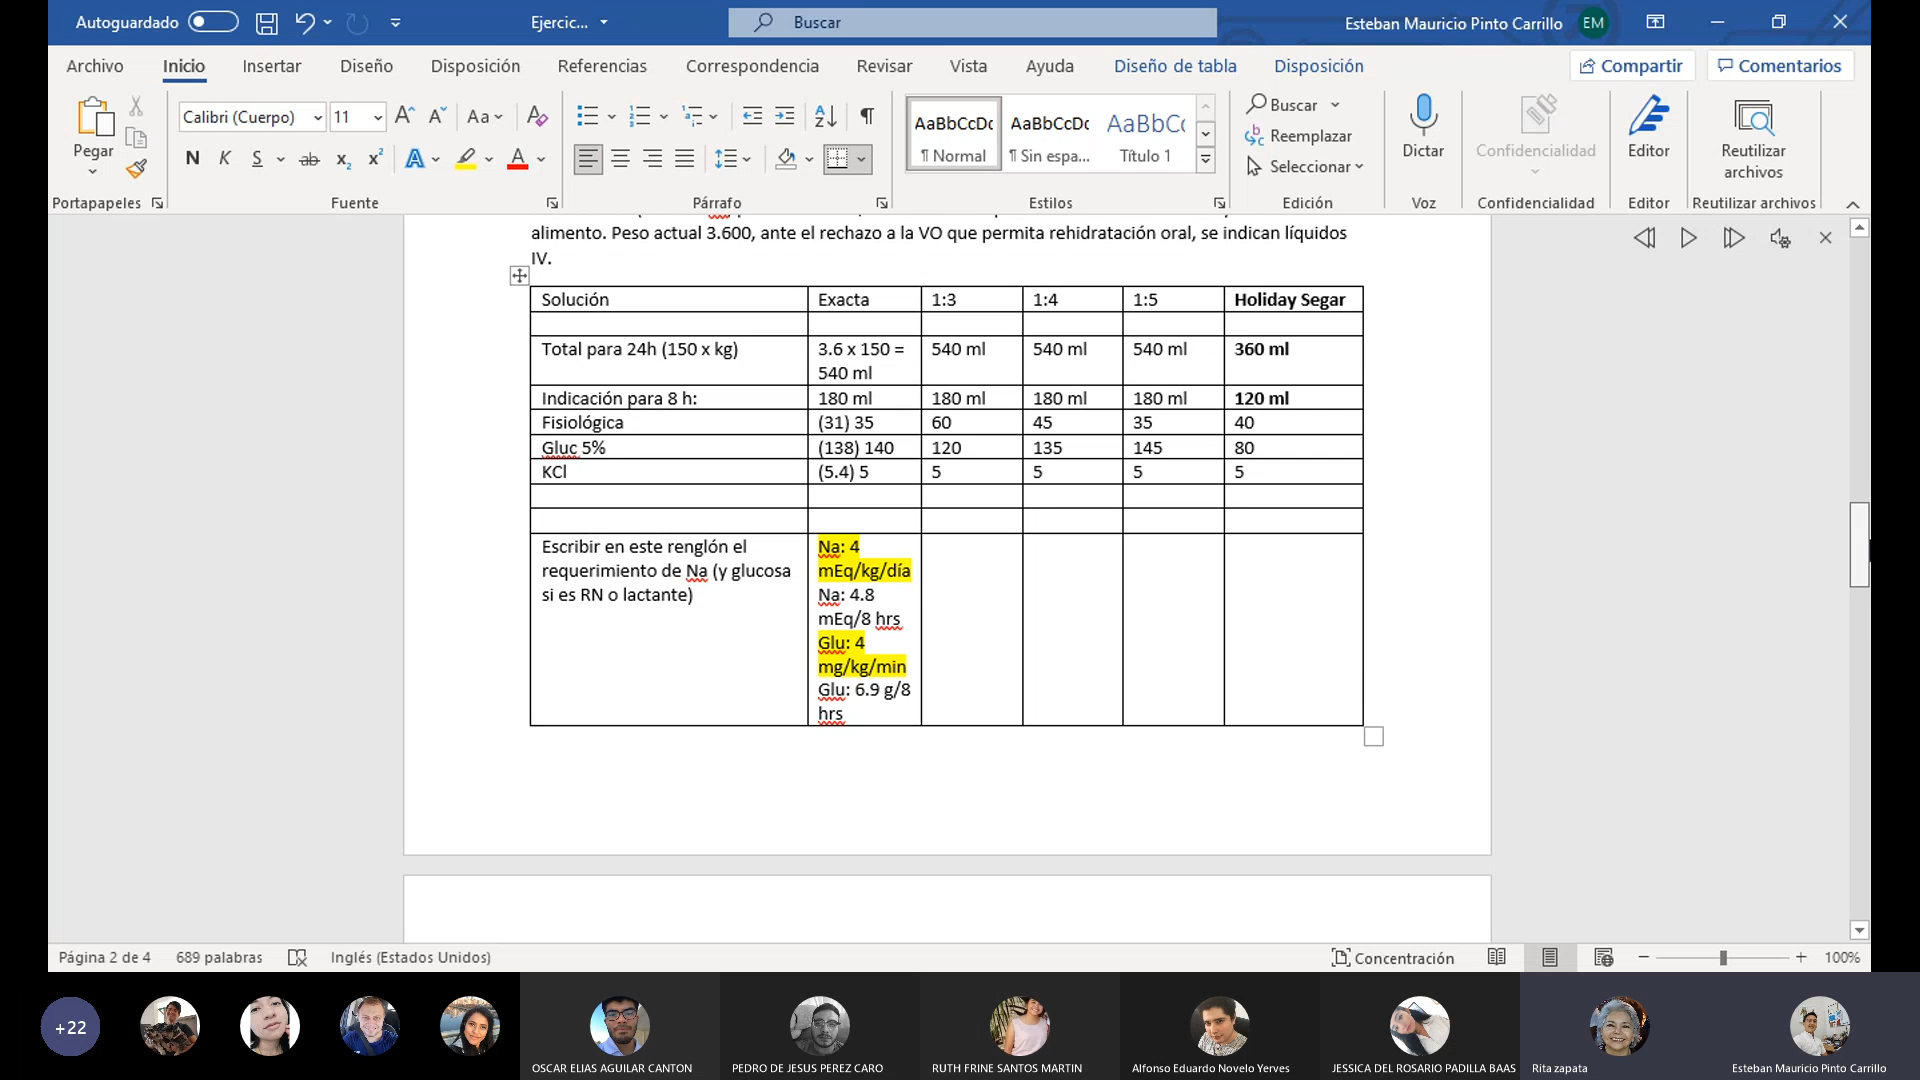 Autoguardado
Ejercic...
Buscar
Esteban Mauricio Pinto Carrillo
EM
Archivo
Inicio
Insertar
Diseño
Disposición
Referencias
Correspondencia
Revisar
Vista
Ayuda
Diseño de tabla
Disposición
Compartir
Comentarios
Pegar
Portapapeles
Calibri (Cuerpo)
11
Aa
N K S ab x₂ x² A A
Fuente
Párrafo
AaBbCcDc
¶ Normal
AaBbCcDc
¶ Sin espa...
AaBbCc
Título 1
Estilos
Buscar
Reemplazar
Seleccionar
Edición
Dictar
Voz
Confidencialidad
Confidencialidad
Editor
Editor
Reutilizar
archivos
Reutilizar archivos
alimento. Peso actual 3.600, ante el rechazo a la VO que permita rehidratación oral, se indican líquidos
IV.
Solución Exacta 1:3 1:4 1:5 Holiday Segar
Total para 24h (150 x kg) 3.6 x 150 = 540 ml 540 ml 540 ml 540 ml 360 ml
Indicación para 8 h: 180 ml 180 ml 180 ml 180 ml 120 ml
Fisiológica (31) 35 60 45 35 40
Gluc 5% (138) 140 120 135 145 80
KCl (5.4) 5 5 5 5 5
Escribir en este renglón el
requerimiento de Na (y glucosa
si es RN o lactante)
Na: 4
mEq/kg/día
Na: 4.8
mEq/8 hrs
Glu: 4
mg/kg/min
Glu: 6.9 g/8
hrs
Página 2 de 4
689 palabras
Inglés (Estados Unidos)
Concentración
100%
+22
OSCAR ELIAS AGUILAR CANTON
PEDRO DE JESUS PEREZ CARO
RUTH FRINE SANTOS MARTIN
Alfonso Eduardo Novelo Yerves
JESSICA DEL ROSARIO PADILLA BAAS
Rita zapata
Esteban Mauricio Pinto Carrillo